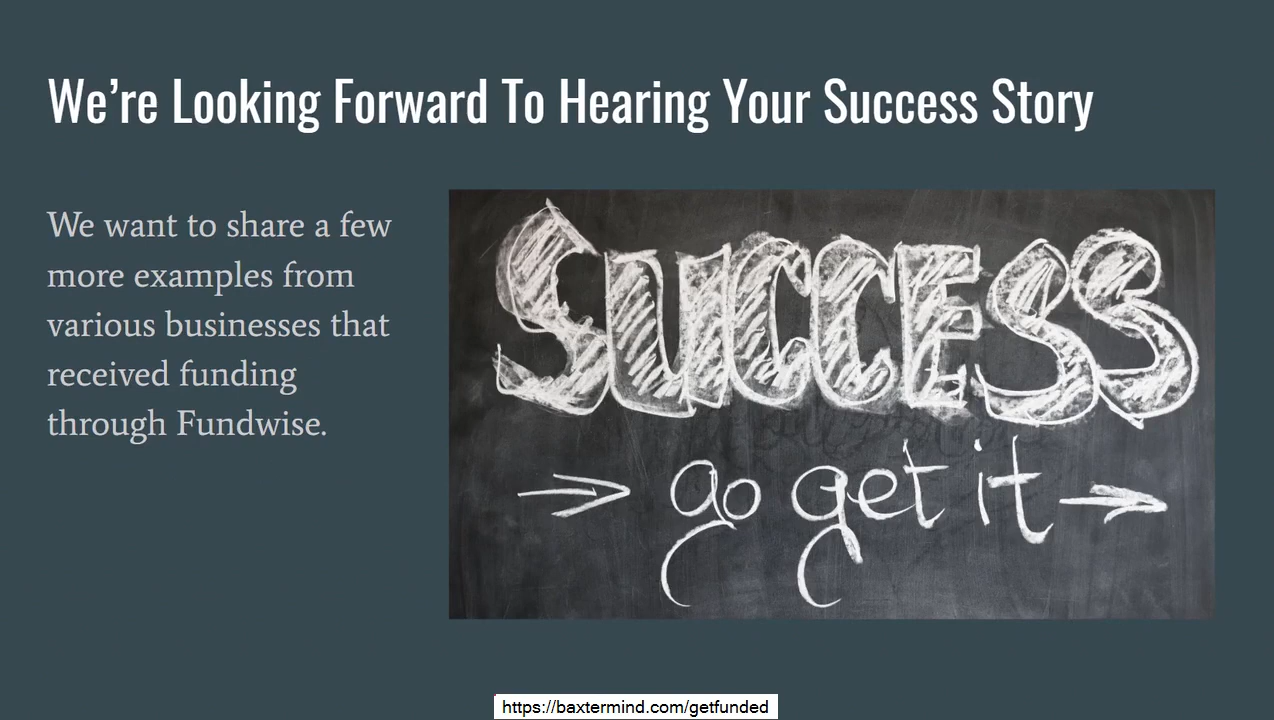 We’re Looking Forward To Hearing Your Success Story
We want to share a few
more examples from
various businesses that
received funding
through Fundwise.
SUCCESS
go get it
https://baxtermind.com/getfunded